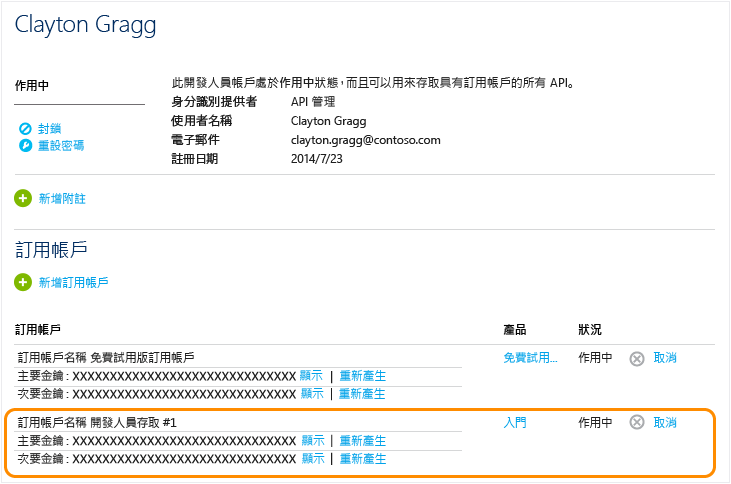 Clayton Gragg
作用中
此開發人員帳戶處於作用中狀態，而且可以用來存取具有訂用帳戶的所有 API。
身分識別提供者 API 管理
使用者名稱 Clayton Gragg
封鎖
電子郵件 clayton.gragg@contoso.com
重設密碼
註冊日期 2014/7/23
新增附註
訂用帳戶
新增訂用帳戶
訂用帳戶 產品 狀況
訂用帳戶名稱 免費試用版訂用帳戶 免費試用... 作用中 取消
主要金鑰 : XXXXXXXXXXXXXXXXXXXXXXXXXXXXXX 顯示 | 重新產生
次要金鑰 : XXXXXXXXXXXXXXXXXXXXXXXXXXXXXX 顯示 | 重新產生
訂用帳戶名稱 開發人員存取 #1 入門 作用中 取消
主要金鑰 : XXXXXXXXXXXXXXXXXXXXXXXXXXXXXX 顯示 | 重新產生
次要金鑰 : XXXXXXXXXXXXXXXXXXXXXXXXXXXXXX 顯示 | 重新產生